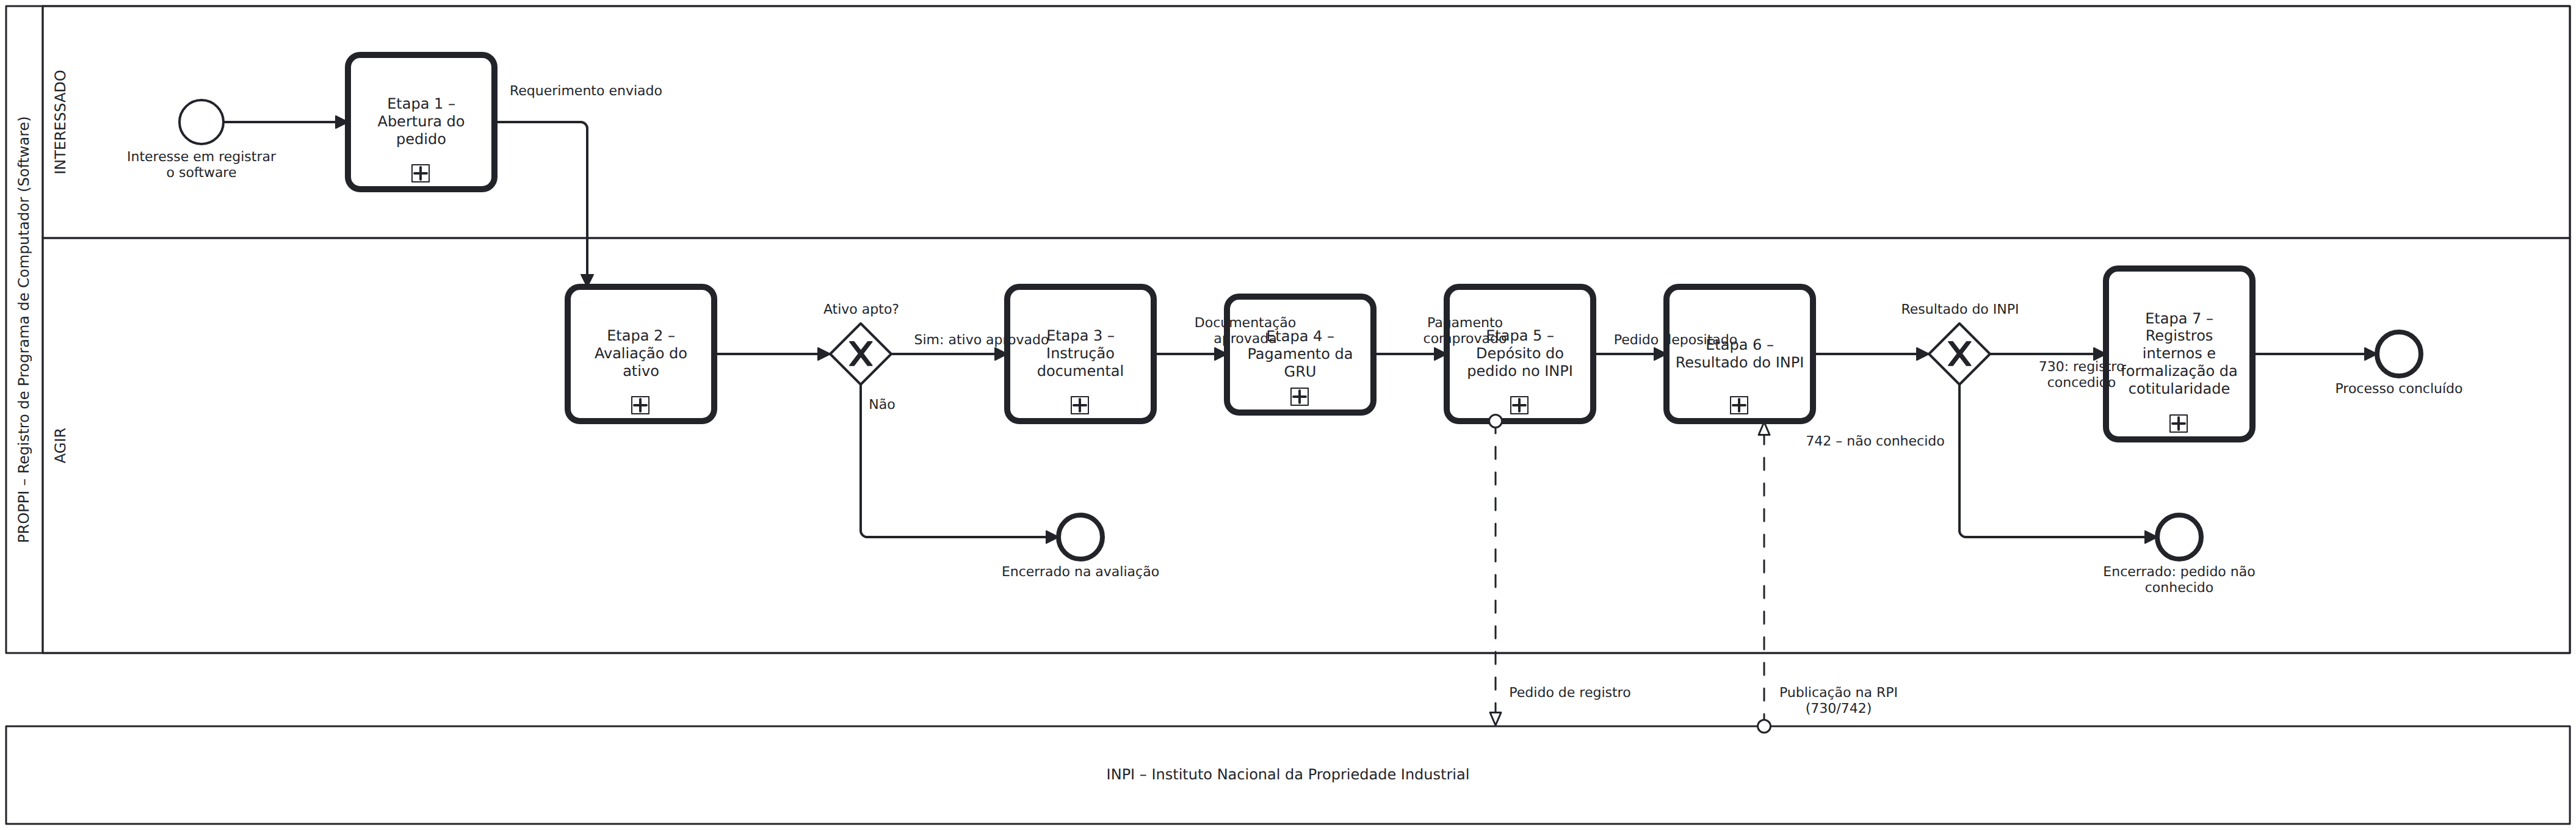 PROPPI – Registro de Programa de Computador (Software)
INTERESSADO
Interesse em registrar
o software
Etapa 1 –
Abertura do
pedido
Requerimento enviado
AGIR
Etapa 2 –
Avaliação do
ativo
Ativo apto?
Sim: ativo aprovado
Não
Encerrado na avaliação
Etapa 3 –
Instrução
documental
Documentação
aprovada
Etapa 4 –
Pagamento da
GRU
Pagamento
comprovado
Etapa 5 –
Depósito do
pedido no INPI
Pedido depositado
Etapa 6 –
Resultado do INPI
Resultado do INPI
730: registro
concedido
742 – não conhecido
Etapa 7 –
Registros
internos e
formalização da
cotitularidade
Processo concluído
Encerrado: pedido não
conhecido
Pedido de registro
Publicação na RPI
(730/742)
INPI – Instituto Nacional da Propriedade Industrial